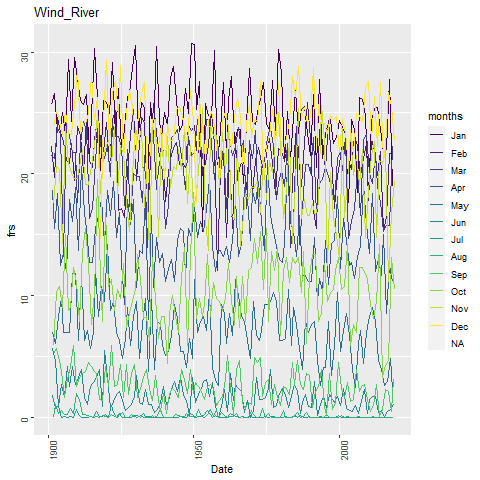 Wind_River
frs
30
20
10
0
1900
1950
2000
Date
months
Jan
Feb
Mar
Apr
May
Jun
Jul
Aug
Sep
Oct
Nov
Dec
NA